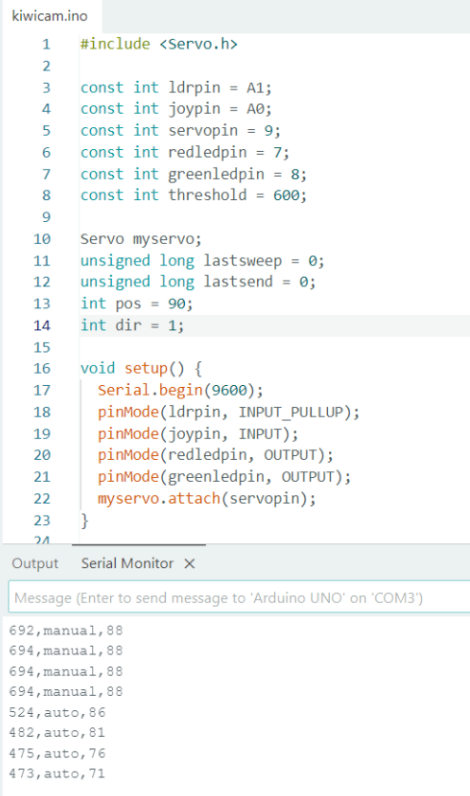 kiwicam.ino
1 #include <Servo.h>
2
3 const int ldrpin = A1;
4 const int joypin = A0;
5 const int servopin = 9;
6 const int redledpin = 7;
7 const int greenledpin = 8;
8 const int threshold = 600;
9
10 Servo myservo;
11 unsigned long lastsweep = 0;
12 unsigned long lastsend = 0;
13 int pos = 90;
14 int dir = 1;
15
16 void setup() {
17 Serial.begin(9600);
18 pinMode(ldrpin, INPUT_PULLUP);
19 pinMode(joypin, INPUT);
20 pinMode(redledpin, OUTPUT);
21 pinMode(greenledpin, OUTPUT);
22 myservo.attach(servopin);
23 }
24
Output Serial Monitor ×
Message (Enter to send message to 'Arduino UNO' on 'COM3')
692,manual,88
694,manual,88
694,manual,88
694,manual,88
524,auto,86
482,auto,81
475,auto,76
473,auto,71